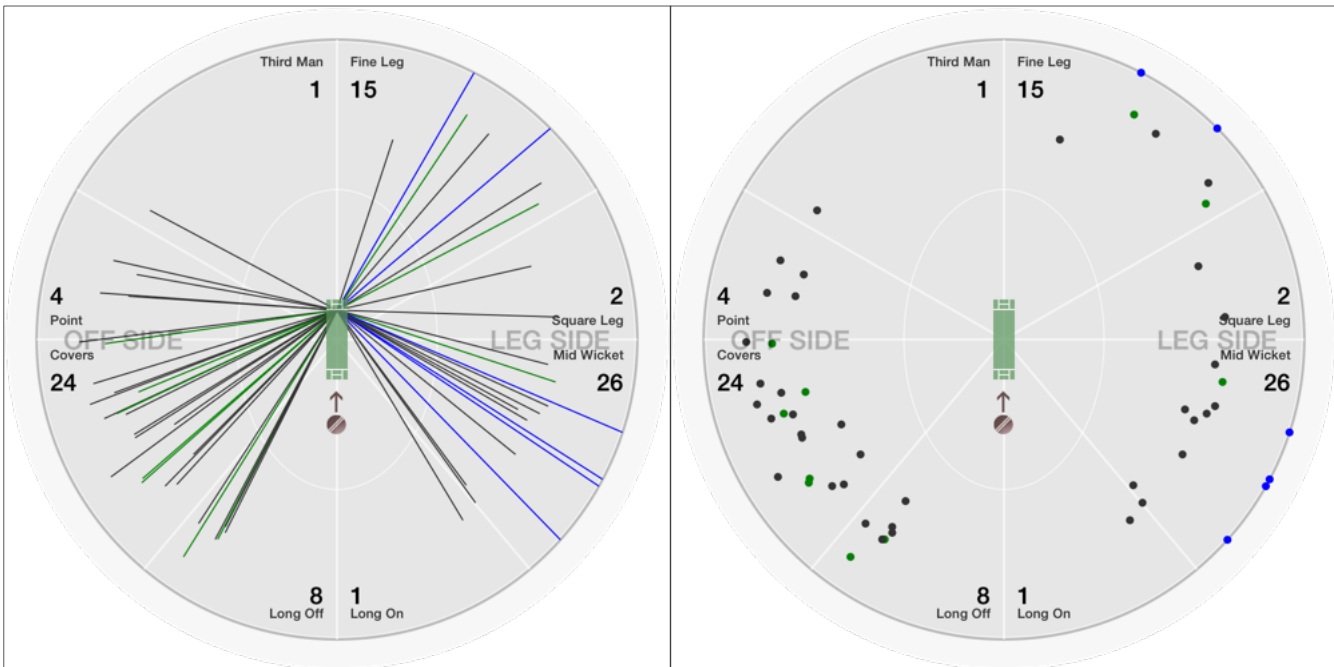 Third Man
Fine Leg
1
15
4
Point
OFF SIDE
Covers
24
2
Square Leg
LEG SIDE
Mid Wicket
26
8
Long Off
1
Long On
Third Man
Fine Leg
1
15
4
Point
OFF SIDE
Covers
24
2
Square Leg
LEG SIDE
Mid Wicket
26
8
Long Off
1
Long On